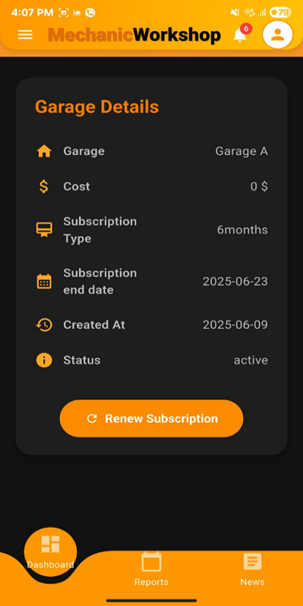 4:07 PM 79
MechanicWorkshop 6
Garage Details
Garage Garage A
Cost 0 $
Subscription
Type 6months
Subscription
end date 2025-06-23
Created At 2025-06-09
Status active
Renew Subscription
Dashboard
Reports
News